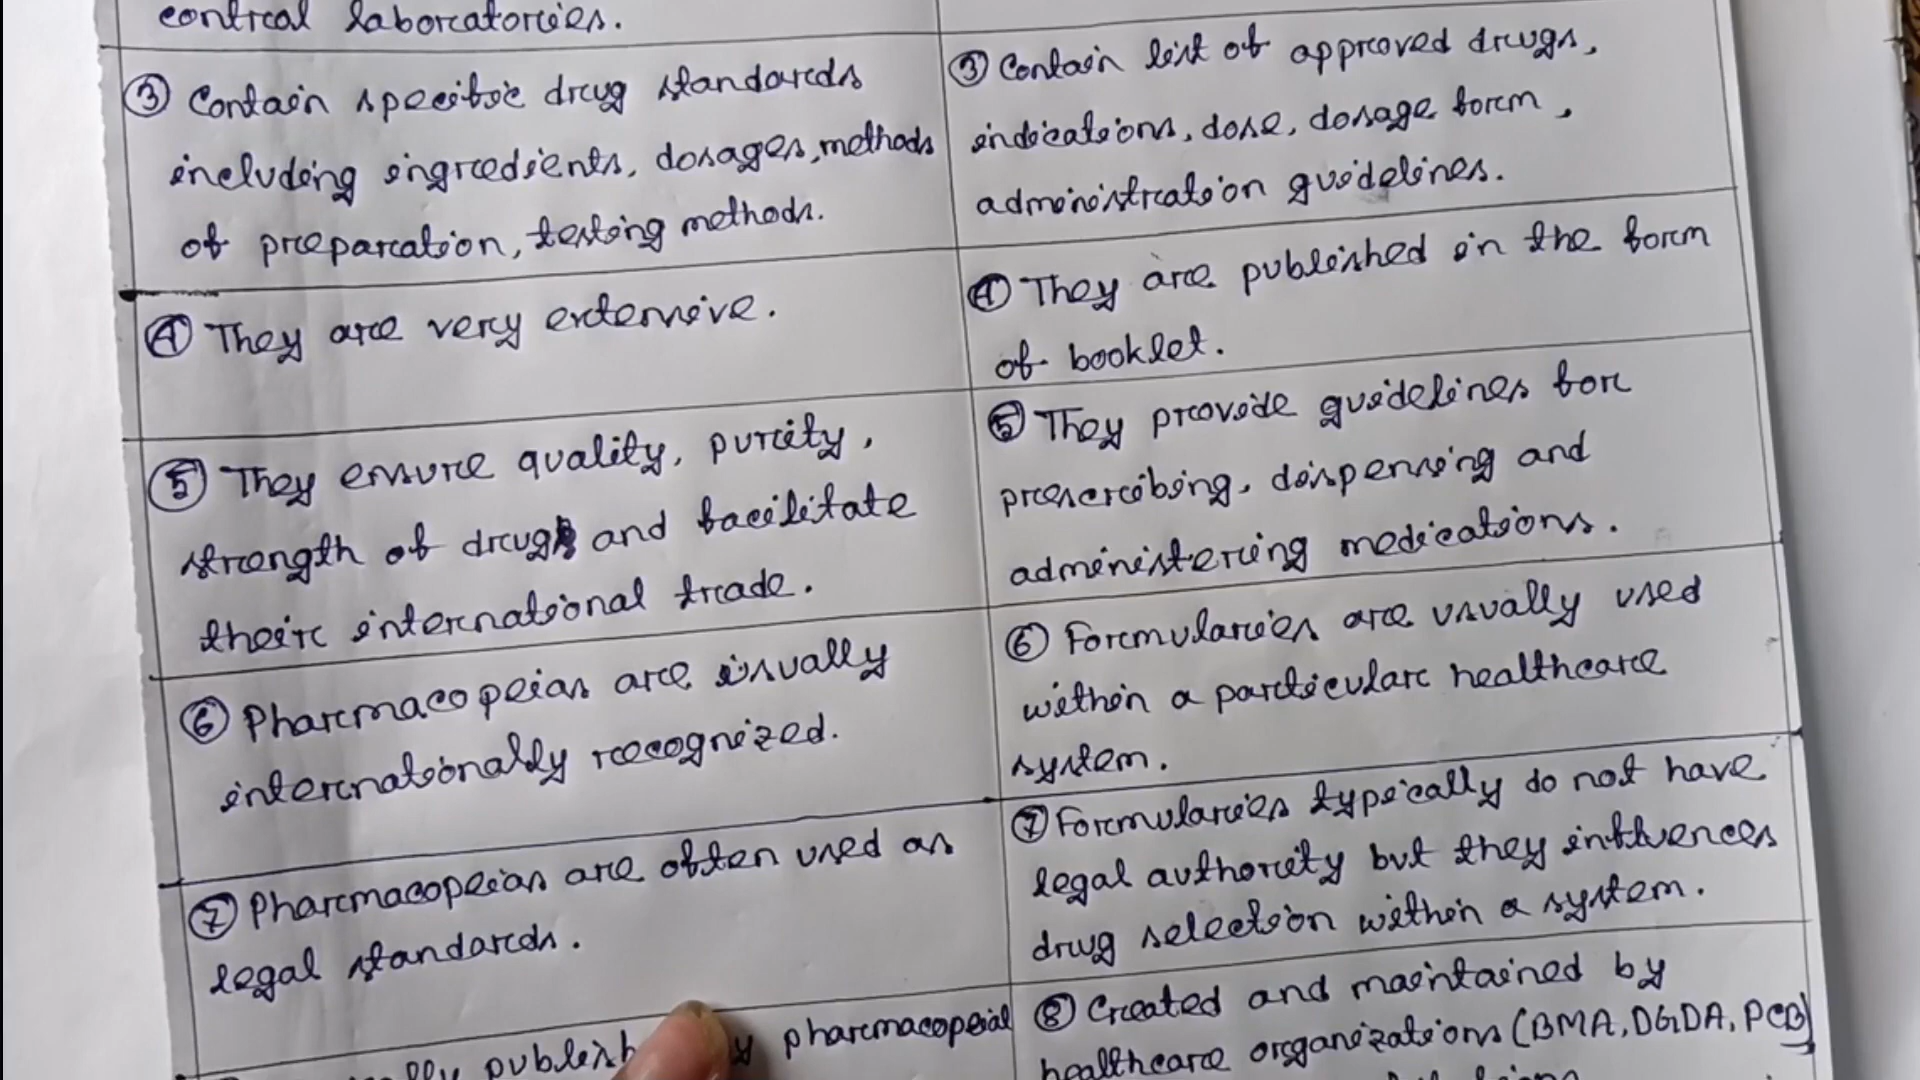 control laboratories.
③ Contain specific drug standards
including ingredients, dosages, methods
of preparation, testing methods.
④ They are very extensive.
⑤ They ensure quality, purity,
strength of drugs and facilitate
their international trade.
⑥ Pharmacopeias are usually
internationally recognized.
⑦ Pharmacopeias are often used as
legal standards.
publish pharmacopeial
③ Contain list of approved drugs,
indications, dose, dosage form,
administration guidelines.
④ They are published in the form
of booklet.
⑤ They provide guidelines for
prescribing, dispensing and
administering medications.
⑥ Formularies are usually used
within a particular healthcare
system.
⑦ Formularies typically do not have
legal authority but they influences
drug selection within a system.
⑧ Created and maintained by
healthcare organizations (BMA, DGDA, PCB)